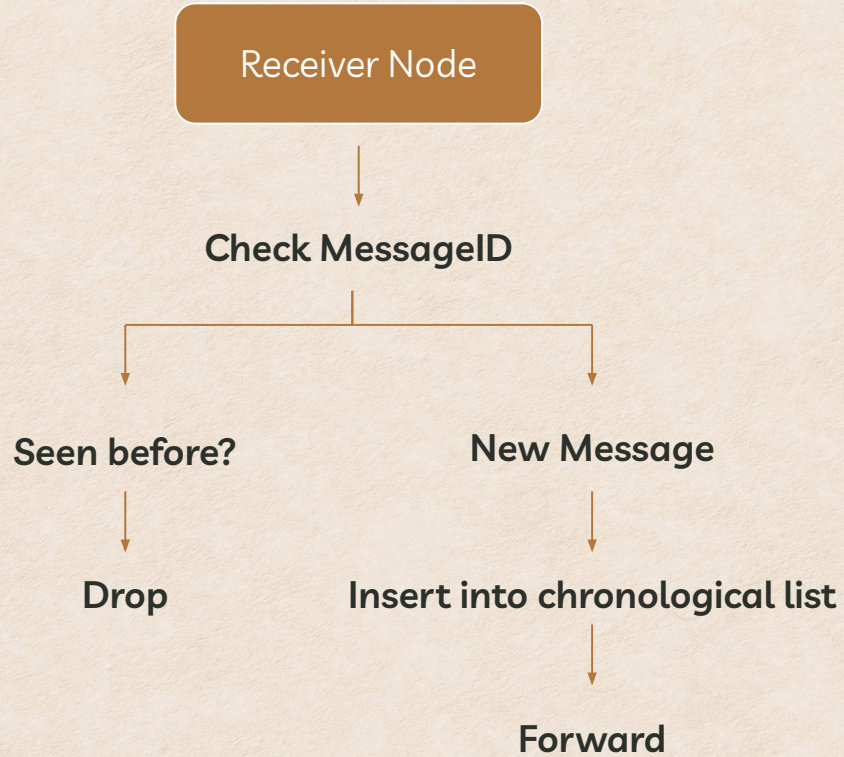 Receiver Node
Check MessageID
Seen before?
New Message
Drop
Insert into chronological list
Forward